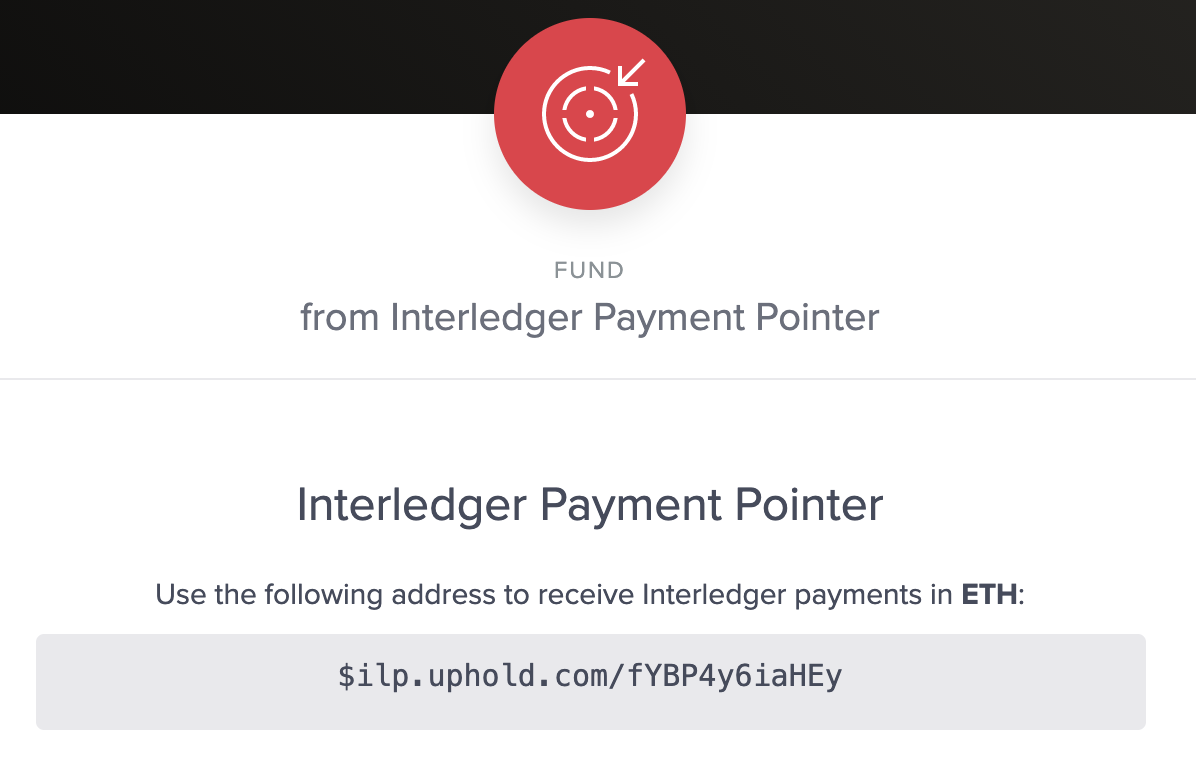 FUND
from Interledger Payment Pointer
Interledger Payment Pointer
Use the following address to receive Interledger payments in ETH:
$ilp.uphold.com/fYBP4y6iaHEy